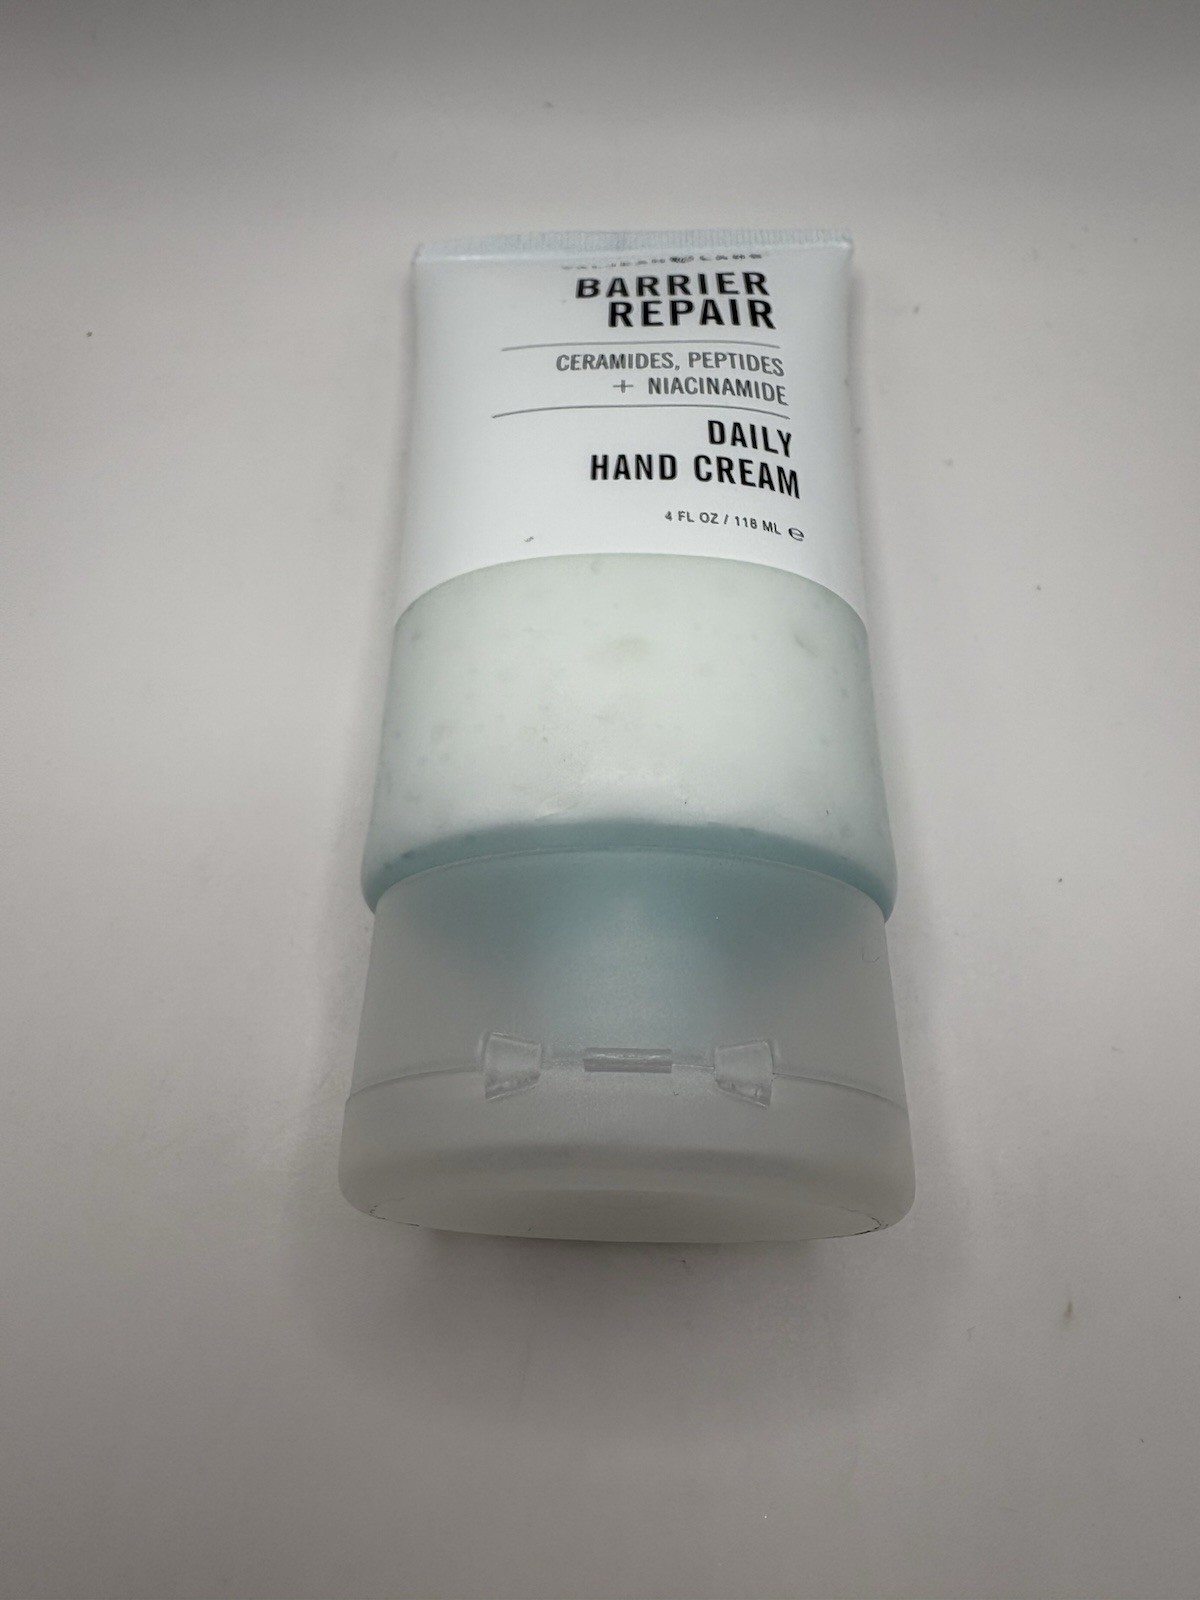 BARRIER
REPAIR
CERAMIDES, PEPTIDES
+ NIACINAMIDE
DAILY
HAND CREAM
4 FL OZ / 118 ML ℮